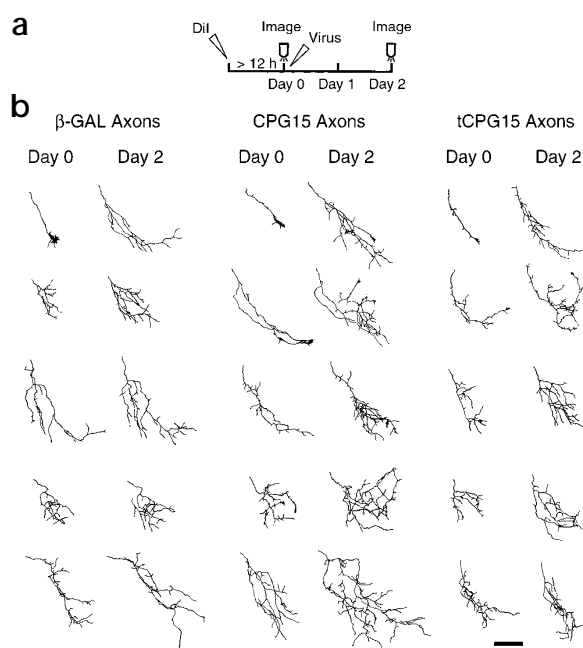 a
DiI
Image
Virus
Image
> 12 h
Day 0 Day 1 Day 2
b
β-GAL Axons CPG15 Axons tCPG15 Axons
Day 0 Day 2 Day 0 Day 2 Day 0 Day 2